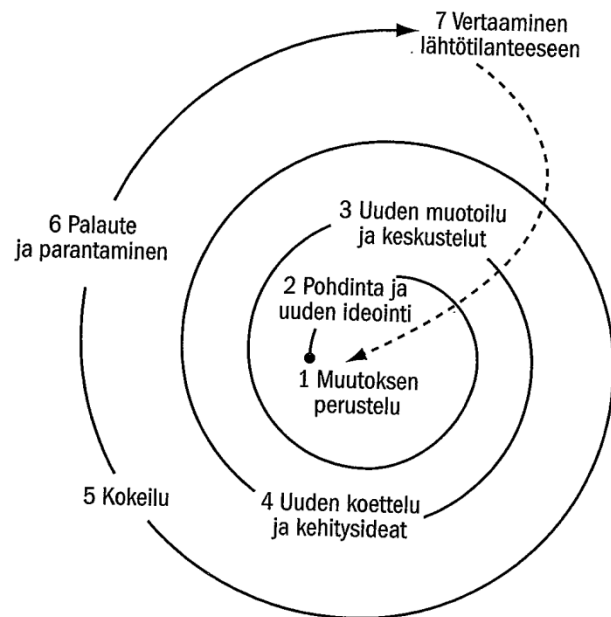 7 Vertaaminen
lähtötilanteeseen
6 Palaute
ja parantaminen
3 Uuden muotoilu
ja keskustelut
2 Pohdinta ja
uuden ideointi
1 Muutoksen
perustelu
5 Kokeilu
4 Uuden koettelu
ja kehitysideat